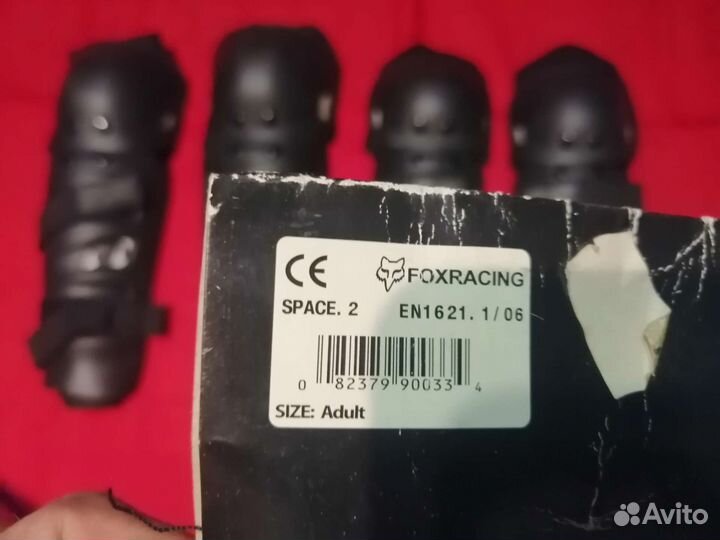 CE FOXRACING
SPACE. 2 EN1621. 1/06
0 82379 90033 4
SIZE: Adult
Avito